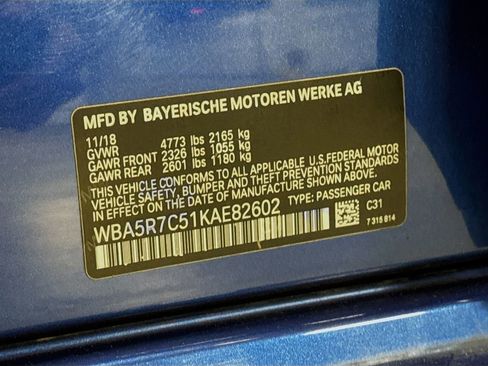 MFD BY BAYERISCHE MOTOREN WERKE AG
11/18
GVWR 4773 lbs 2165 kg
GAWR FRONT 2326 lbs 1055 kg
GAWR REAR 2601 lbs 1180 kg
THIS VEHICLE CONFORMS TO ALL APPLICABLE U.S.FEDERAL MOTOR
VEHICLE SAFETY, BUMPER AND THEFT PREVENTION STANDARDS
IN EFFECT ON THE DATE OF MANUFACTURE SHOWN ABOVE.
WBA5R7C51KAE82602 TYPE: PASSENGER CAR
C31
7 315 814